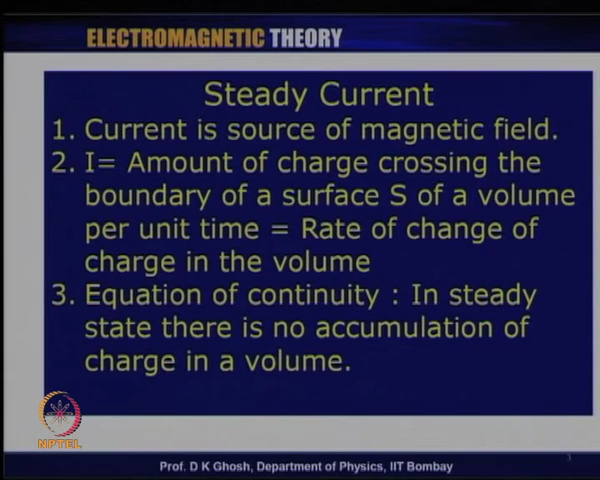 ELECTROMAGNETIC THEORY
Steady Current
1. Current is source of magnetic field.
2. I= Amount of charge crossing the
boundary of a surface S of a volume
per unit time = Rate of change of
charge in the volume
3. Equation of continuity : In steady
state there is no accumulation of
charge in a volume.
NPTEL
3
Prof. D K Ghosh, Department of Physics, IIT Bombay